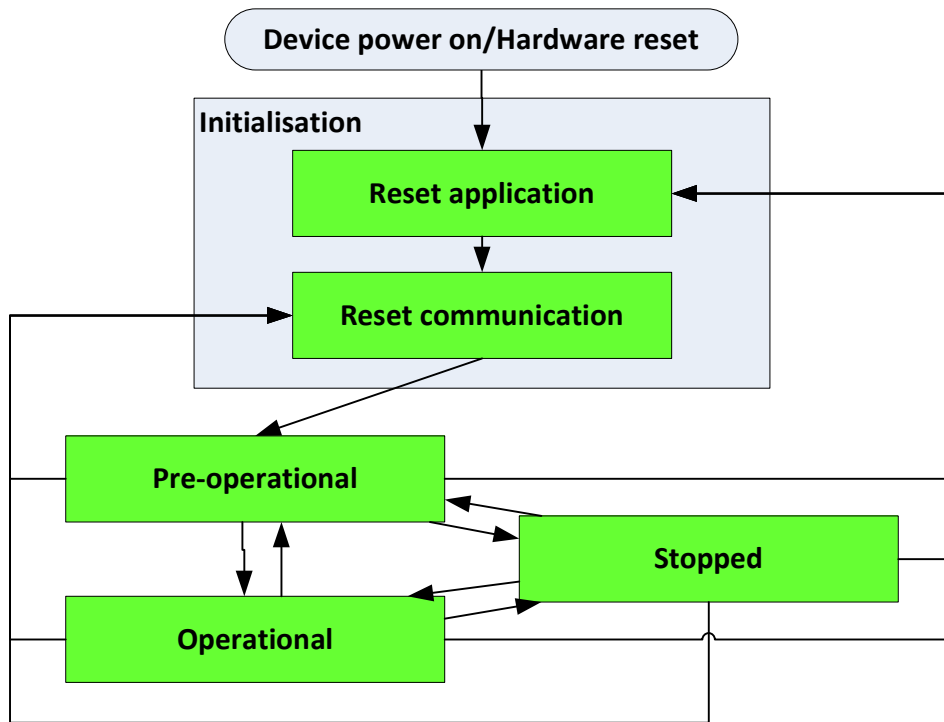 Device power on/Hardware reset
Initialisation
Reset application
Reset communication
Pre-operational
Stopped
Operational